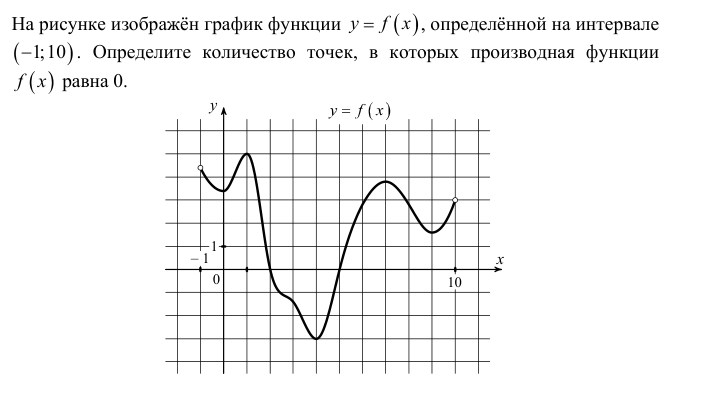 На рисунке изображён график функции y = f(x), определённой на интервале
(−1;10). Определите количество точек, в которых производная функции
f(x) равна 0.
y
y = f(x)
1
−1
x
0
10